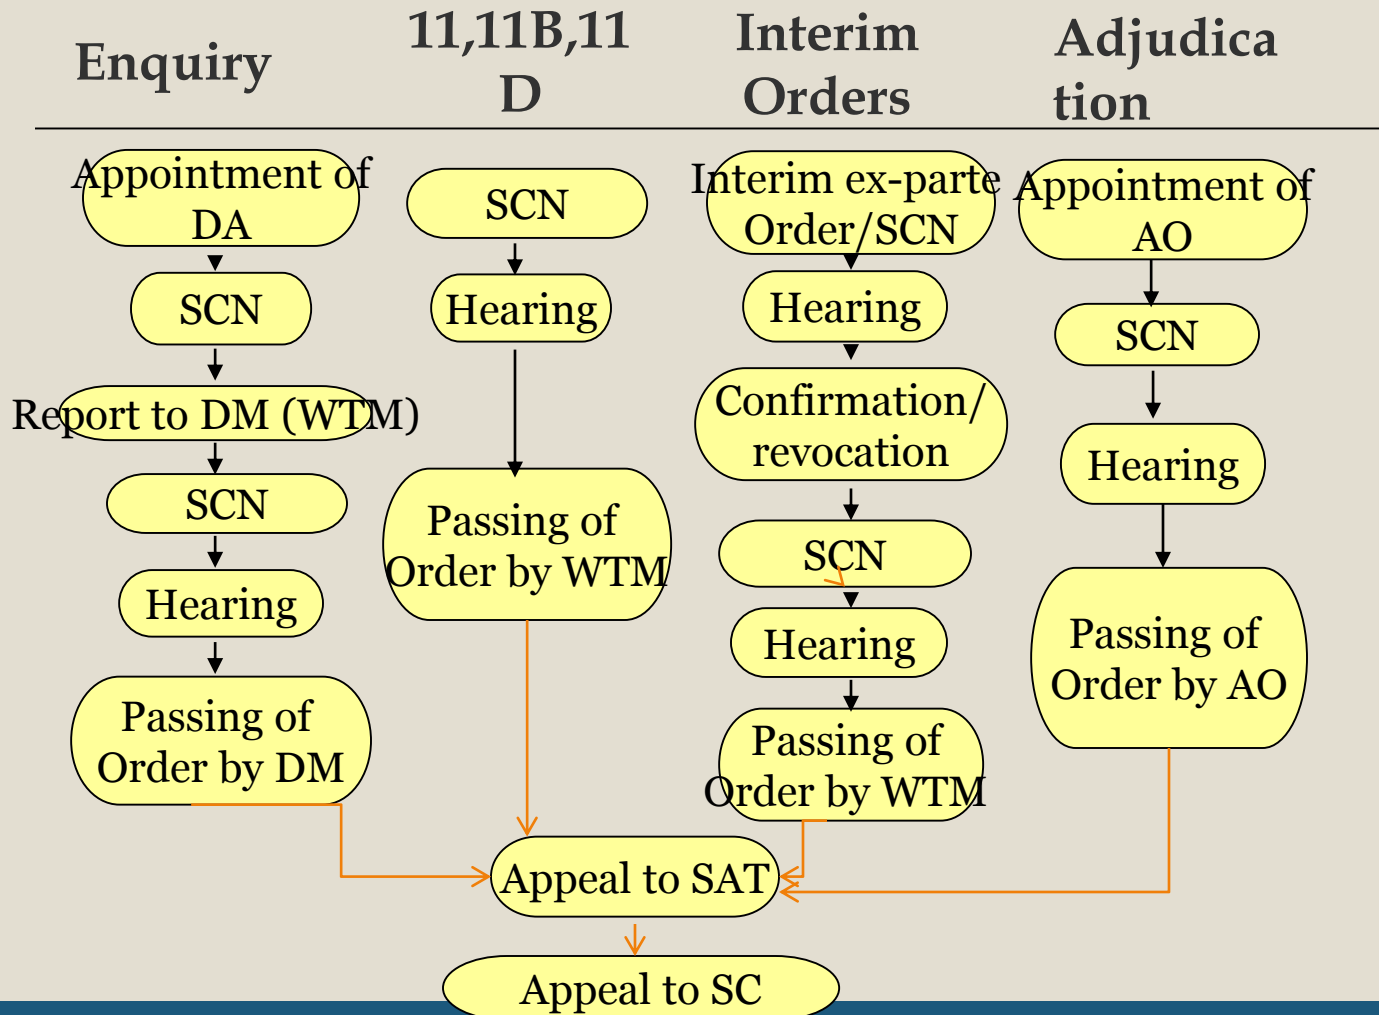 Enquiry
11,11B,11
D
Interim
Orders
Adjudica
tion
Appointment of
DA
SCN
Report to DM (WTM)
SCN
Hearing
Passing of
Order by DM
SCN
Hearing
Passing of
Order by WTM
Interim ex-parte
Order/SCN
Hearing
Confirmation/
revocation
SCN
Hearing
Passing of
Order by WTM
Appointment of
AO
SCN
Hearing
Passing of
Order by AO
Appeal to SAT
Appeal to SC